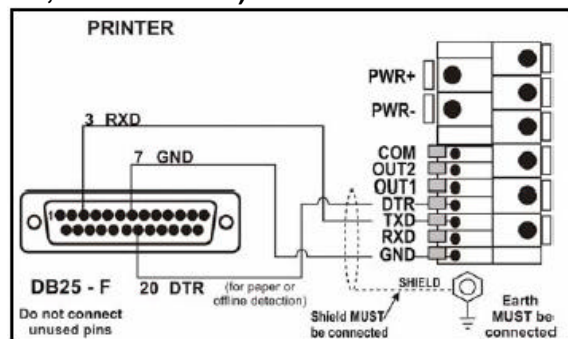 PRINTER
PWR+
PWR-
3 RXD
7 GND
COM
OUT2
OUT1
DTR
TXD
RXD
GND
1
DB25 - F
20 DTR
(for paper or
offline detection)
Do not connect
unused pins
SHIELD
Shield MUST
be connected
Earth
MUST be
connected